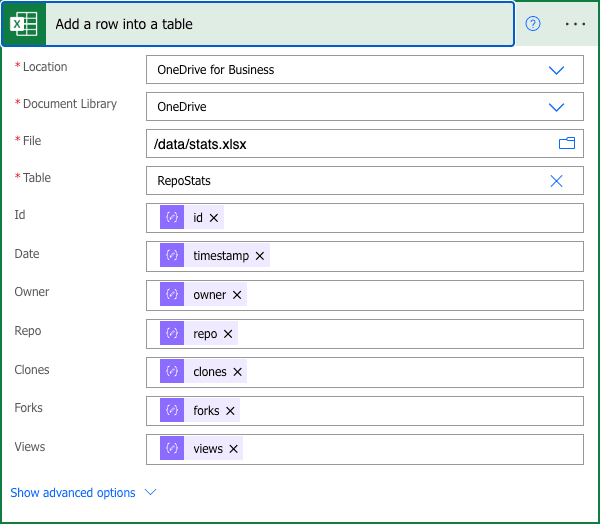 Add a row into a table
* Location
OneDrive for Business
* Document Library
OneDrive
* File
/data/stats.xlsx
* Table
RepoStats
Id
id
Date
timestamp
Owner
owner
Repo
repo
Clones
clones
Forks
forks
Views
views
Show advanced options